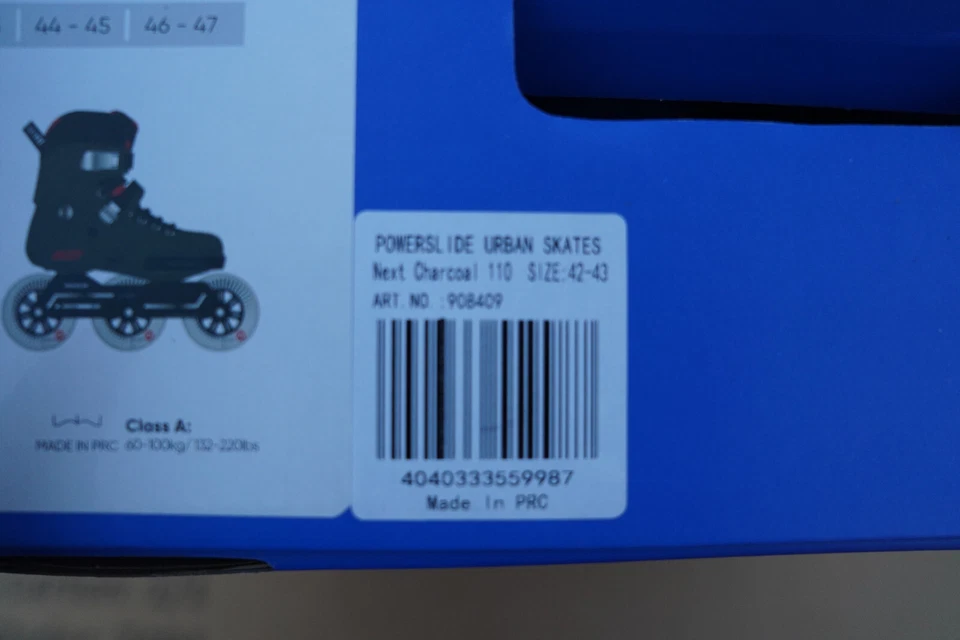 44 - 45 46 - 47
Class A:
MADE IN PRC 60-100kg/132-220lbs
POWERSLIDE URBAN SKATES
Next Charcoal 110 SIZE:42-43
ART. NO. :908409
4040333559987
Made In PRC